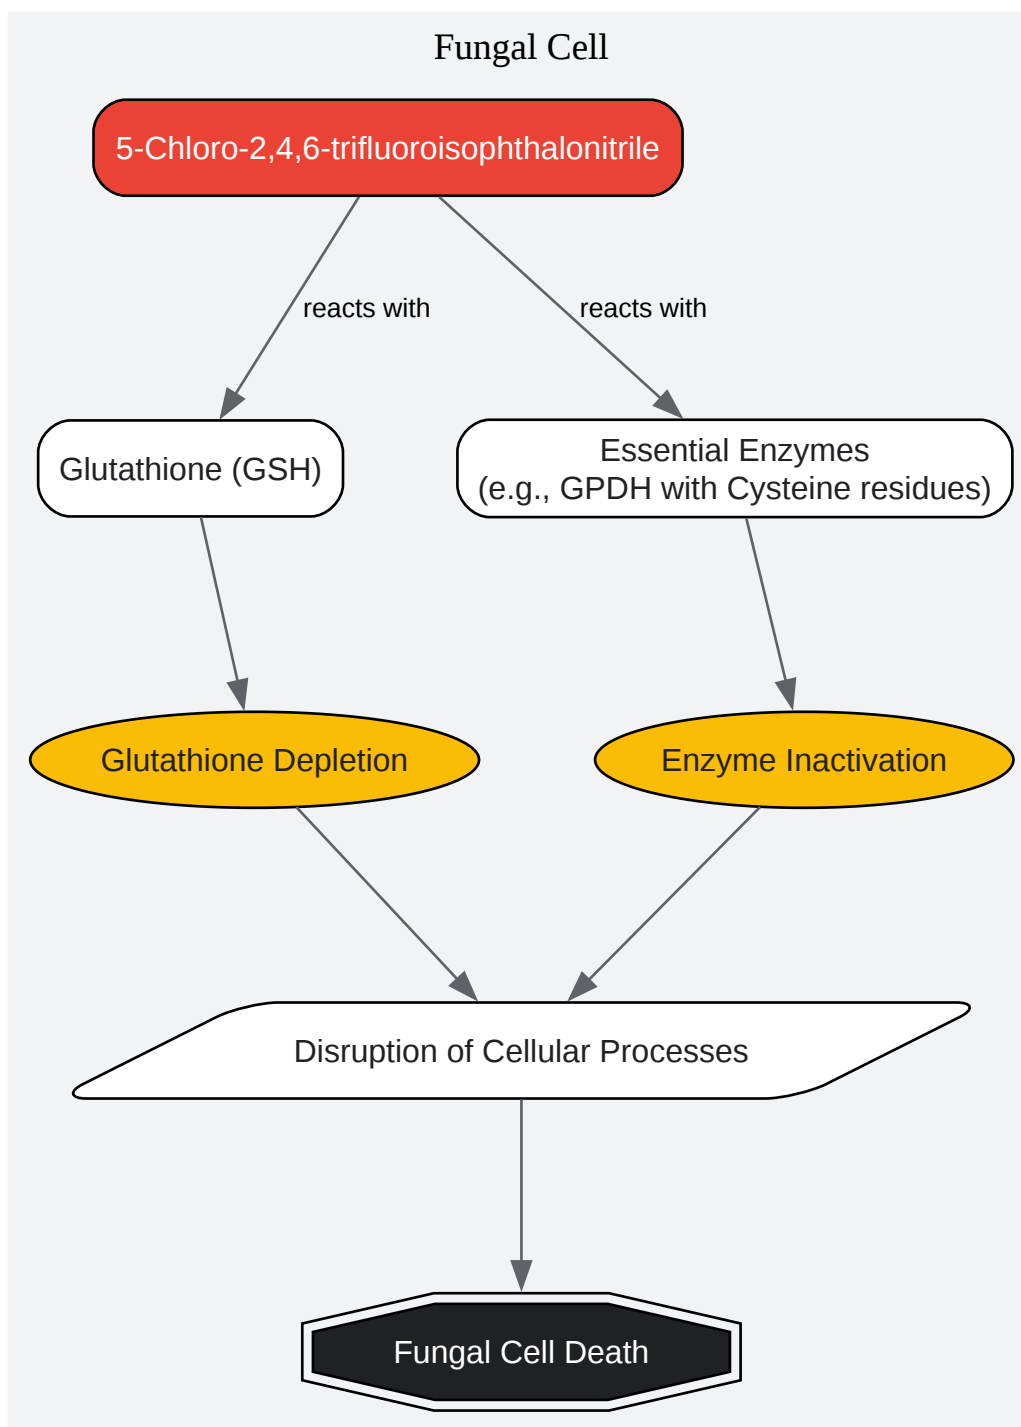 Fungal Cell
5-Chloro-2,4,6-trifluoroisophthalonitrile
reacts with
reacts with
Glutathione (GSH)
Essential Enzymes
(e.g., GPDH with Cysteine residues)
Glutathione Depletion
Enzyme Inactivation
Disruption of Cellular Processes
Fungal Cell Death